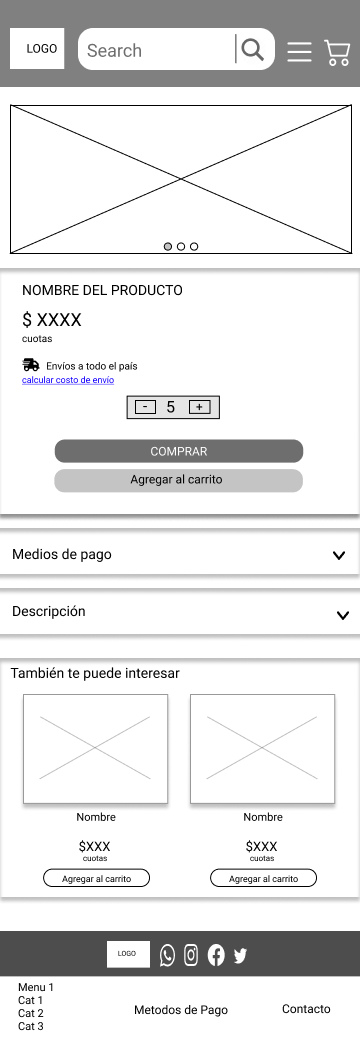 LOGO
Search
NOMBRE DEL PRODUCTO
$ XXXX
cuotas
Envíos a todo el país
calcular costo de envío
- 5 +
COMPRAR
Agregar al carrito
Medios de pago
Descripción
También te puede interesar
Nombre Nombre
$XXX $XXX
cuotas cuotas
Agregar al carrito Agregar al carrito
LOGO
Menu 1
Cat 1
Cat 2
Cat 3
Metodos de Pago
Contacto